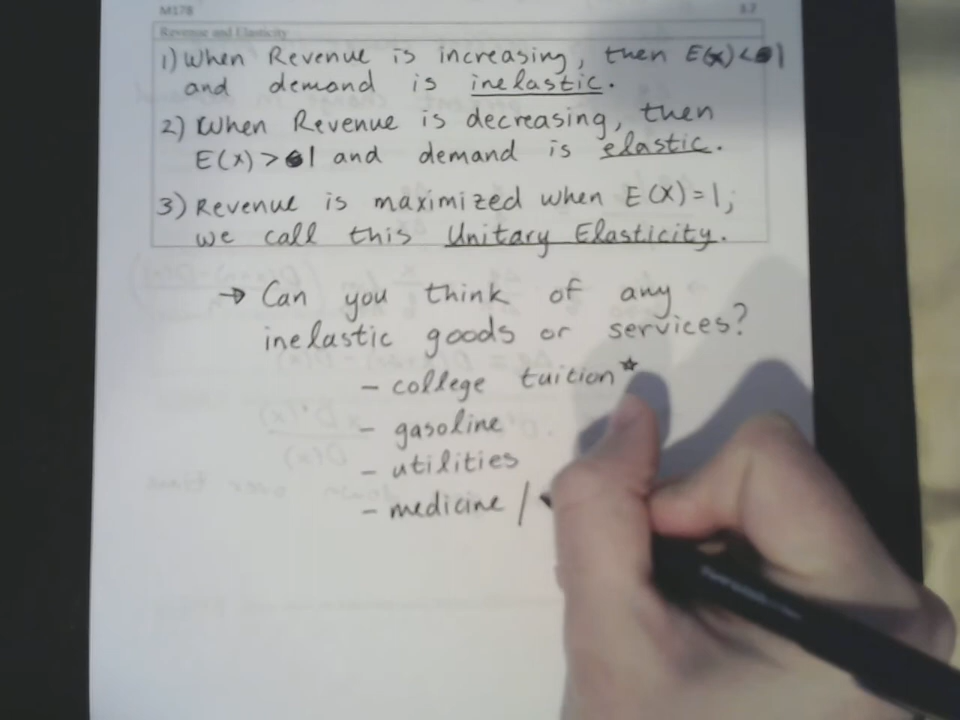 M178 3.7
Revenue and Elasticity
1) When Revenue is increasing, then E(x)<1
and demand is inelastic.
2) When Revenue is decreasing, then
E(x)>1 and demand is elastic.
3) Revenue is maximized when E(x)=1;
we call this Unitary Elasticity.
→ Can you think of any
inelastic goods or services?
- college tuition☆
- gasoline
- utilities
- medicine /